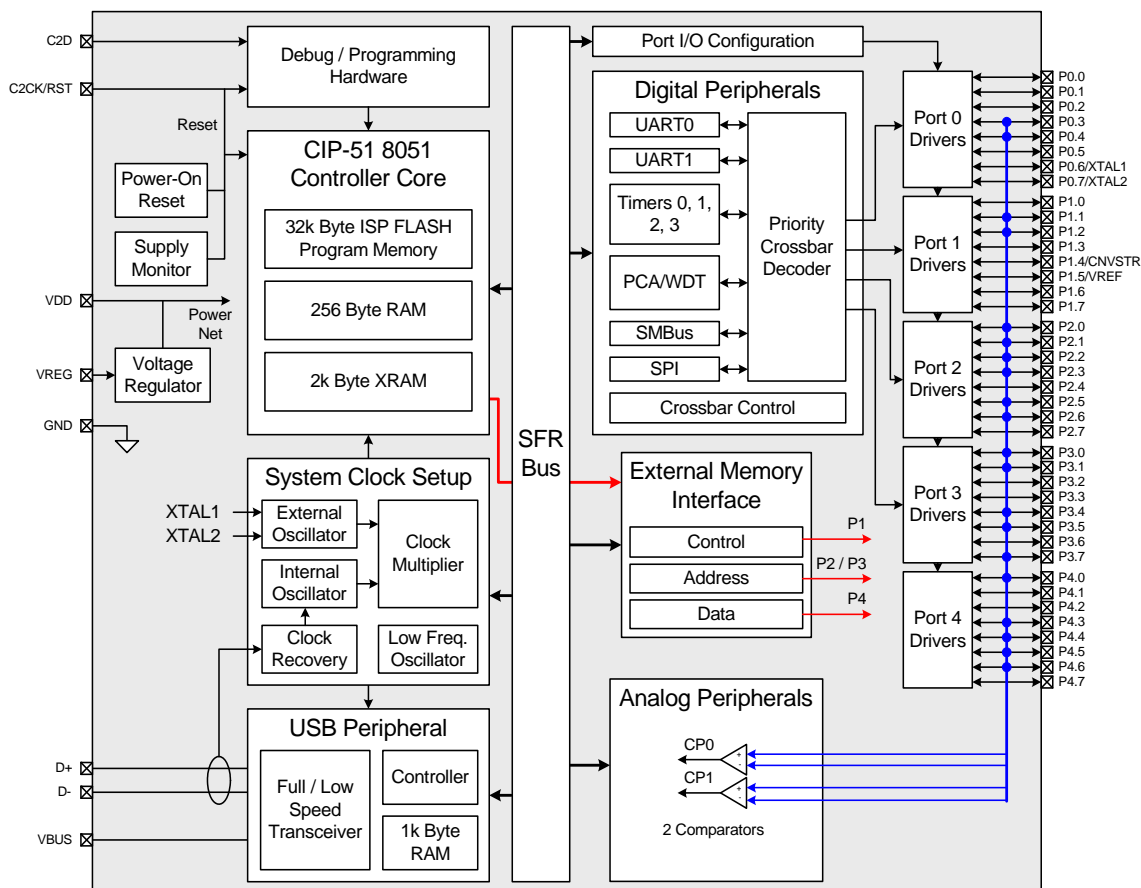 C2D
C2CK/RST
Reset
Power-On
Reset
Supply
Monitor
VDD
Power
Net
VREG
Voltage
Regulator
GND
Debug / Programming
Hardware
CIP-51 8051
Controller Core
32k Byte ISP FLASH
Program Memory
256 Byte RAM
2k Byte XRAM
System Clock Setup
XTAL1
XTAL2
External
Oscillator
Internal
Oscillator
Clock
Multiplier
Clock
Recovery
Low Freq.
Oscillator
USB Peripheral
D+
D-
VBUS
Full / Low
Speed
Transceiver
Controller
1k Byte
RAM
SFR
Bus
Port I/O Configuration
Digital Peripherals
UART0
UART1
Timers 0, 1,
2, 3
PCA/WDT
SMBus
SPI
Priority
Crossbar
Decoder
Crossbar Control
External Memory
Interface
Control
Address
Data
P1
P2 / P3
P4
Analog Peripherals
CP0
+
-
CP1
+
-
2 Comparators
Port 0
Drivers
Port 1
Drivers
Port 2
Drivers
Port 3
Drivers
Port 4
Drivers
P0.0
P0.1
P0.2
P0.3
P0.4
P0.5
P0.6/XTAL1
P0.7/XTAL2
P1.0
P1.1
P1.2
P1.3
P1.4/CNVSTR
P1.5/VREF
P1.6
P1.7
P2.0
P2.1
P2.2
P2.3
P2.4
P2.5
P2.6
P2.7
P3.0
P3.1
P3.2
P3.3
P3.4
P3.5
P3.6
P3.7
P4.0
P4.1
P4.2
P4.3
P4.4
P4.5
P4.6
P4.7